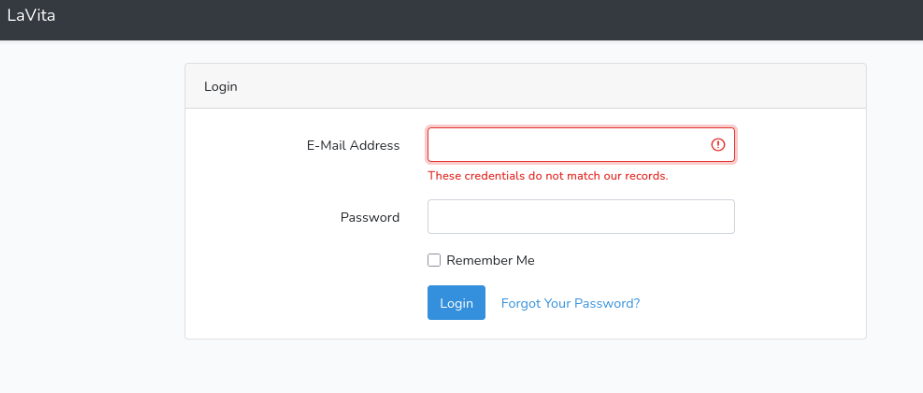 LaVita
Login
E-Mail Address
These credentials do not match our records.
Password
Remember Me
Login Forgot Your Password?